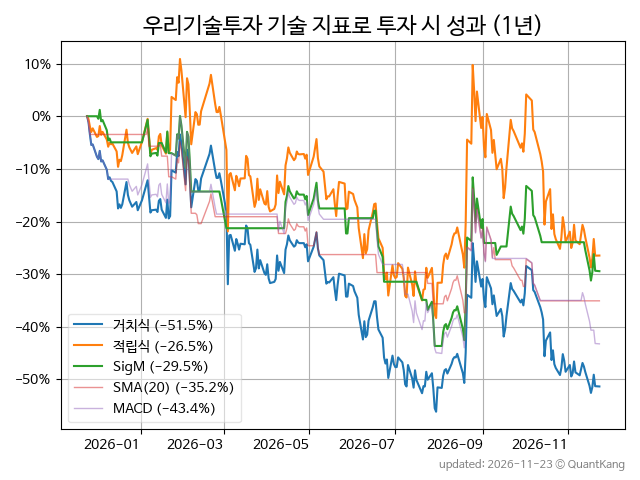 우리기술투자 기술 지표로 투자 시 성과 (1년)
10%
0%
−10%
−20%
−30%
−40%
−50%
거치식 (−51.5%)
적립식 (−26.5%)
SigM (−29.5%)
SMA(20) (−35.2%)
MACD (−43.4%)
2026−01 2026−03 2026−05 2026−07 2026−09 2026−11
updated: 2026−11−23 ⓒ QuantKang